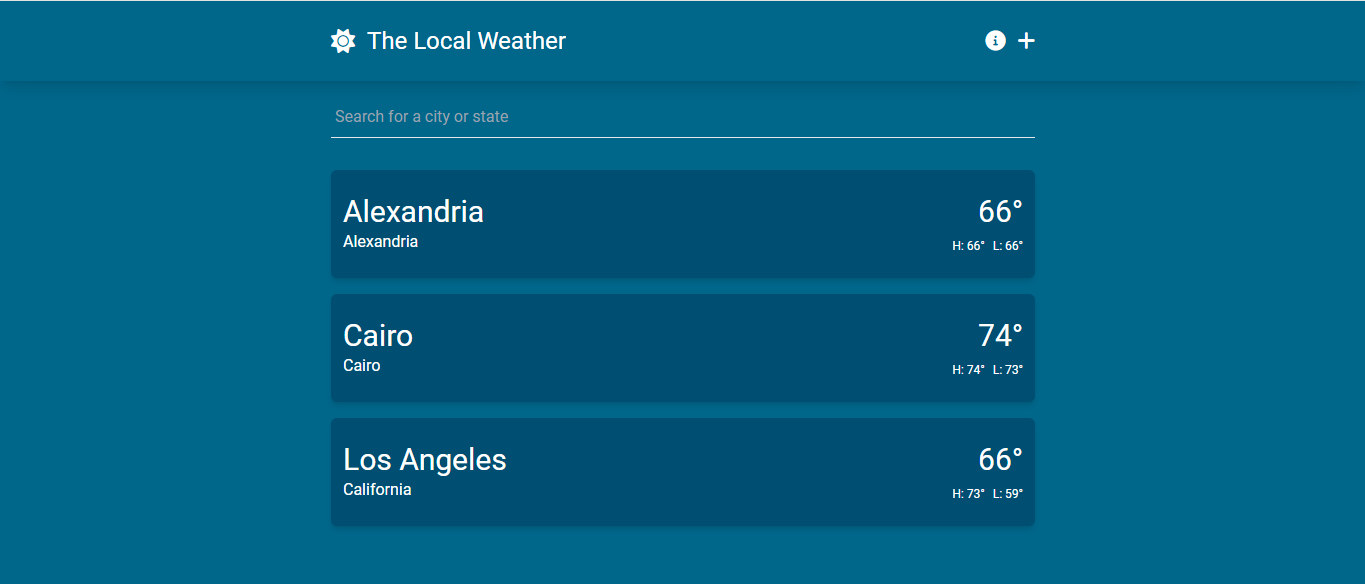 The Local Weather
Search for a city or state
Alexandria
66°
Alexandria
H: 66° L: 66°
Cairo
74°
Cairo
H: 74° L: 73°
Los Angeles
66°
California
H: 73° L: 59°